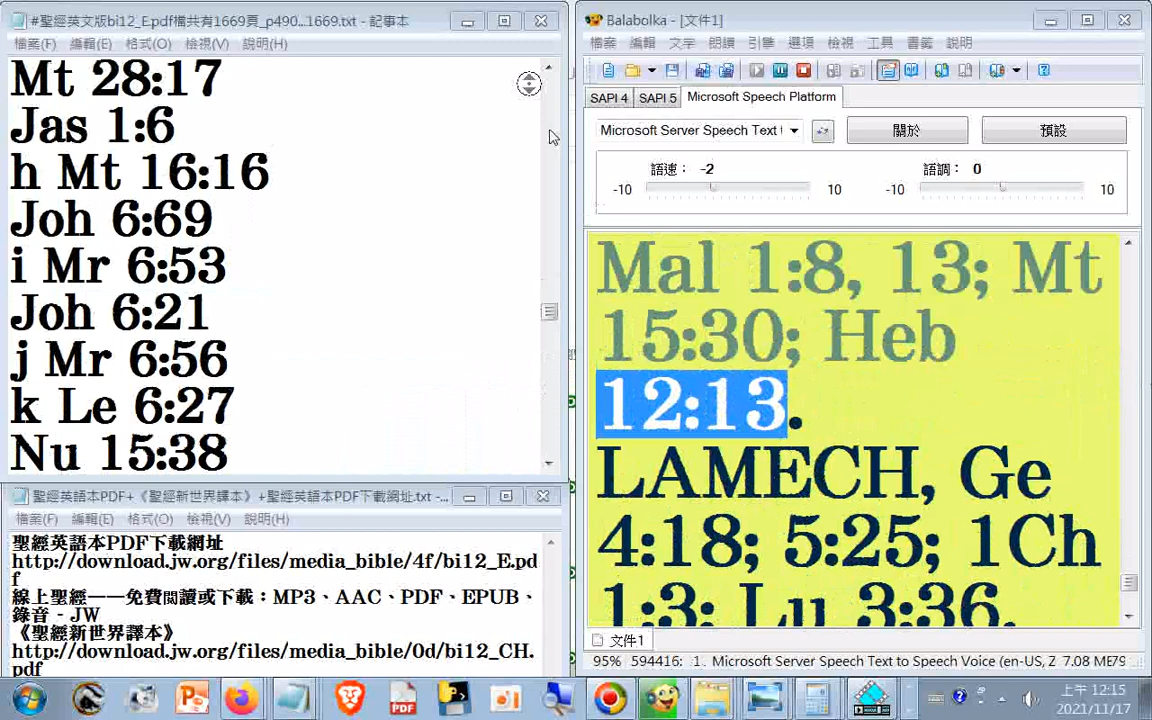 #聖經英文版bi12_E.pdf檔共有1669頁_p490...1669.txt - 記事本
檔案(F) 編輯(E) 格式(O) 檢視(V) 說明(H)
Mt 28:17
Jas 1:6
h Mt 16:16
Joh 6:69
i Mr 6:53
Joh 6:21
j Mr 6:56
k Le 6:27
Nu 15:38
聖經英語本PDF+《聖經新世界譯本》+聖經英語本PDF下載網址.txt -...
檔案(F) 編輯(E) 格式(O) 檢視(V) 說明(H)
聖經英語本PDF下載網址
http://download.jw.org/files/media_bible/4f/bi12_E.pd
f
線上聖經——免費閱讀或下載：MP3、AAC、PDF、EPUB、
錄音 - JW
《聖經新世界譯本》
http://download.jw.org/files/media_bible/0d/bi12_CH.
pdf
Balabolka - [文件1]
檔案 編輯 文字 朗讀 引擎 選項 檢視 工具 書籤 說明
SAPI 4 SAPI 5 Microsoft Speech Platform
Microsoft Server Speech Text 關於 預設
語速： -2 語調： 0
-10 10 -10 10
Mal 1:8, 13; Mt
15:30; Heb
12:13.
LAMECH, Ge
4:18; 5:25; 1Ch
1:3; Lu 3:36.
文件1
95% 594416: 1. Microsoft Server Speech Text to Speech Voice (en-US, Z 7.08 ME79
PDF
上午 12:15
2021/11/17